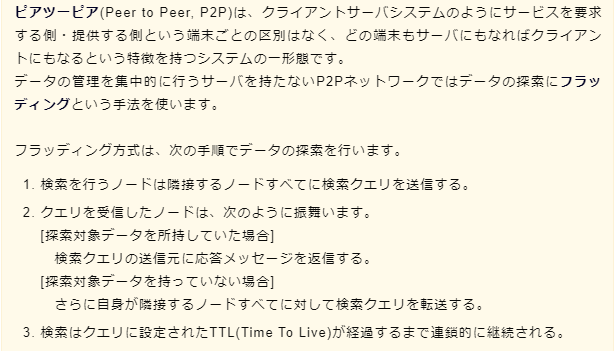 ピアツーピア(Peer to Peer, P2P)は、クライアントサーバシステムのようにサービスを要求
する側・提供する側という端末ごとの区別はなく、どの端末もサーバにもなればクライアン
トにもなるという特徴を持つシステムの一形態です。
データの管理を集中的に行うサーバを持たないP2Pネットワークではデータの探索にフラッ
ディングという手法を使います。
フラッディング方式は、次の手順でデータの探索を行います。
1. 検索を行うノードは隣接するノードすべてに検索クエリを送信する。
2. クエリを受信したノードは、次のように振舞います。
[探索対象データを所持していた場合]
検索クエリの送信元に応答メッセージを返信する。
[探索対象データを持っていない場合]
さらに自身が隣接するノードすべてに対して検索クエリを転送する。
3. 検索はクエリに設定されたTTL(Time To Live)が経過するまで連鎖的に継続される。